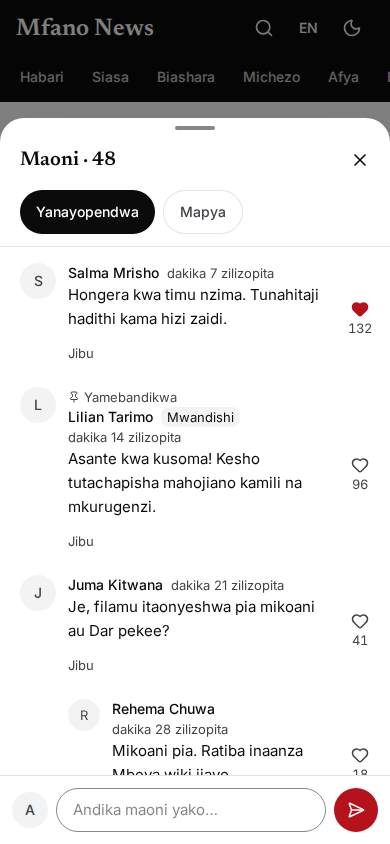 Mfano News
EN
Habari Siasa Biashara Michezo Afya
Maoni · 48
Yanayopendwa Mapya
S
Salma Mrisho dakika 7 zilizopita
Hongera kwa timu nzima. Tunahitaji
hadithi kama hizi zaidi.
132
Jibu
L
Yamebandikwa
Lilian Tarimo Mwandishi
dakika 14 zilizopita
Asante kwa kusoma! Kesho
tutachapisha mahojiano kamili na
mkurugenzi.
96
Jibu
J
Juma Kitwana dakika 21 zilizopita
Je, filamu itaonyeshwa pia mikoani
au Dar pekee?
41
Jibu
R
Rehema Chuwa
dakika 28 zilizopita
Mikoani pia. Ratiba inaanza
Mbeya wiki ijayo.
18
A
Andika maoni yako...